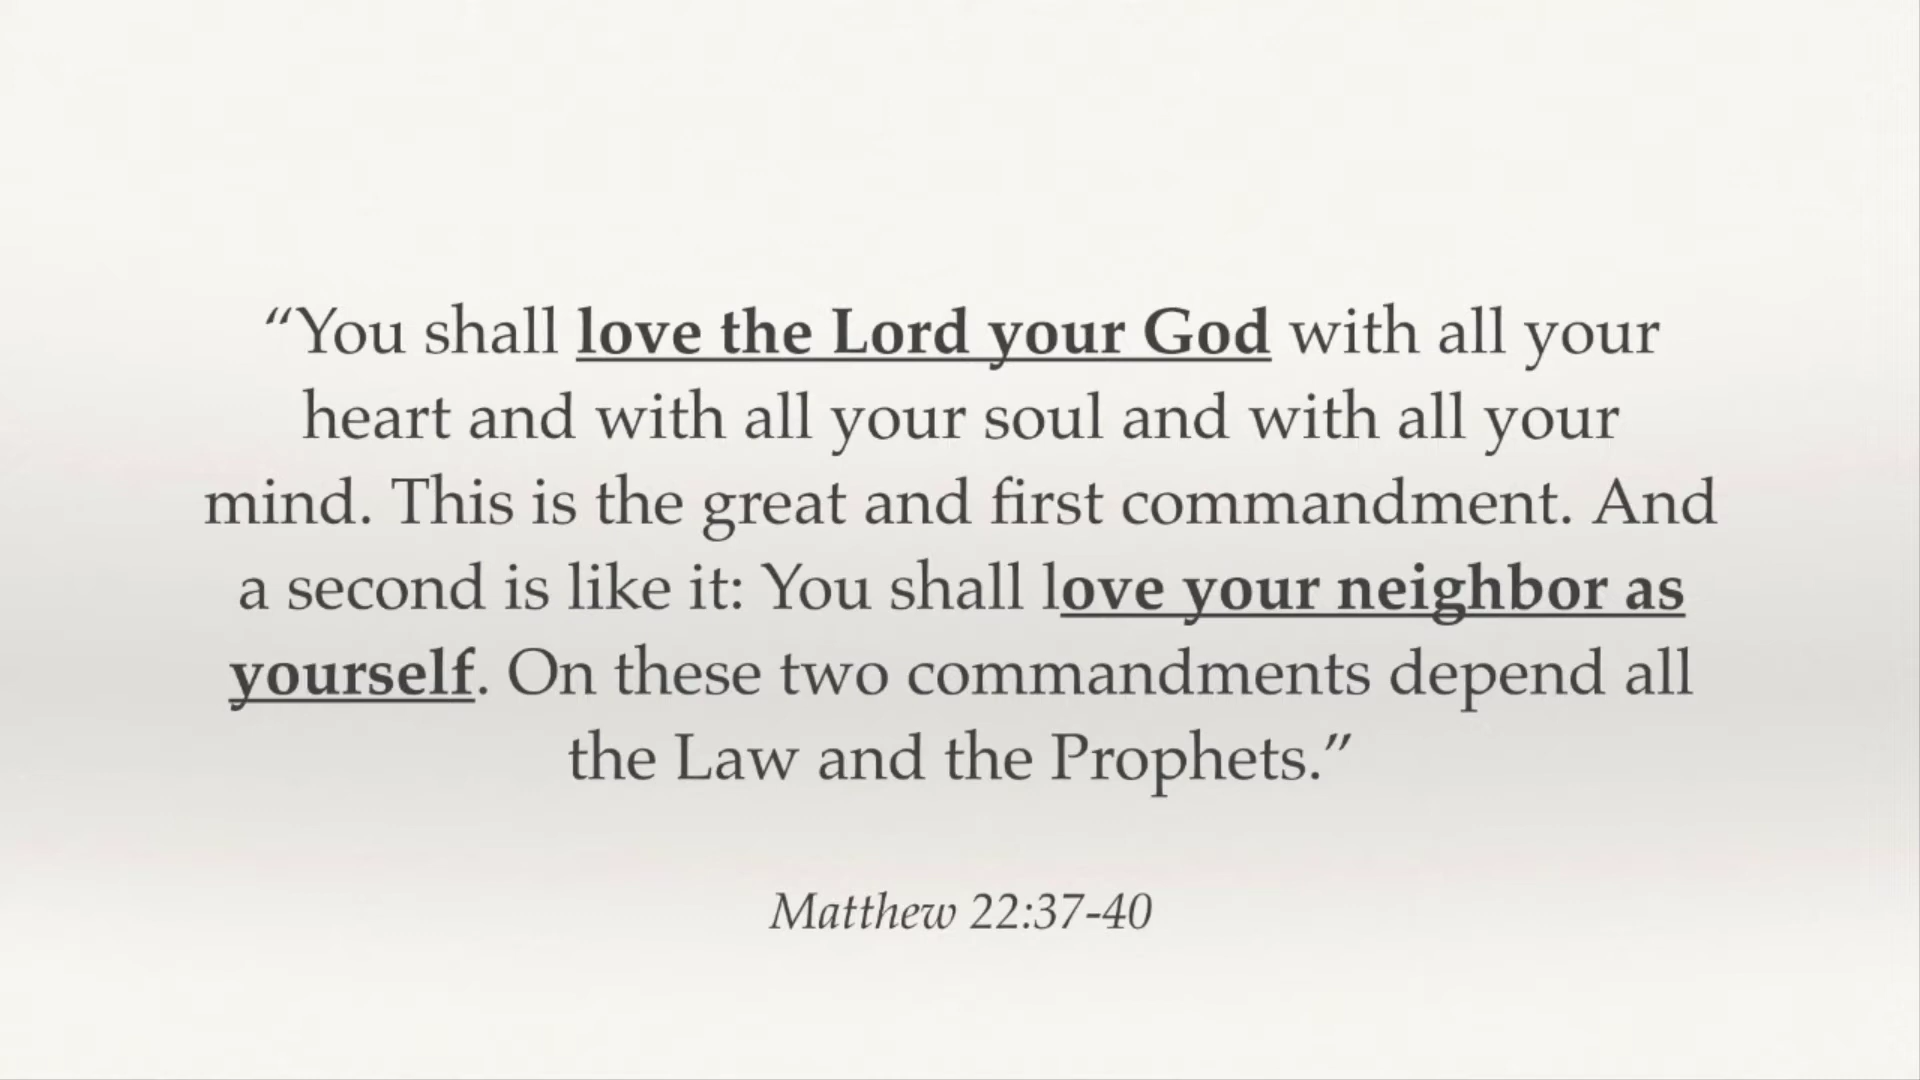 “You shall love the Lord your God with all your
heart and with all your soul and with all your
mind. This is the great and first commandment. And
a second is like it: You shall love your neighbor as
yourself. On these two commandments depend all
the Law and the Prophets.”
Matthew 22:37-40